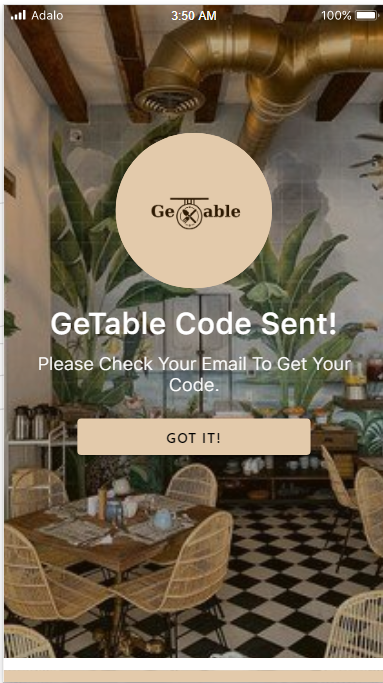 Adalo 3:50 AM 100%
GeTable
GeTable Code Sent!
Please Check Your Email To Get Your
Code.
GOT IT!